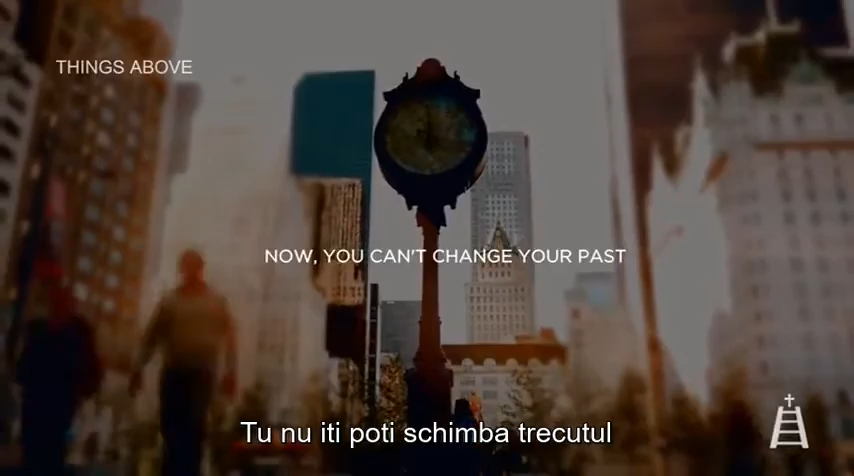 THINGS ABOVE
NOW, YOU CAN'T CHANGE YOUR PAST
Tu nu iti poti schimba trecutul